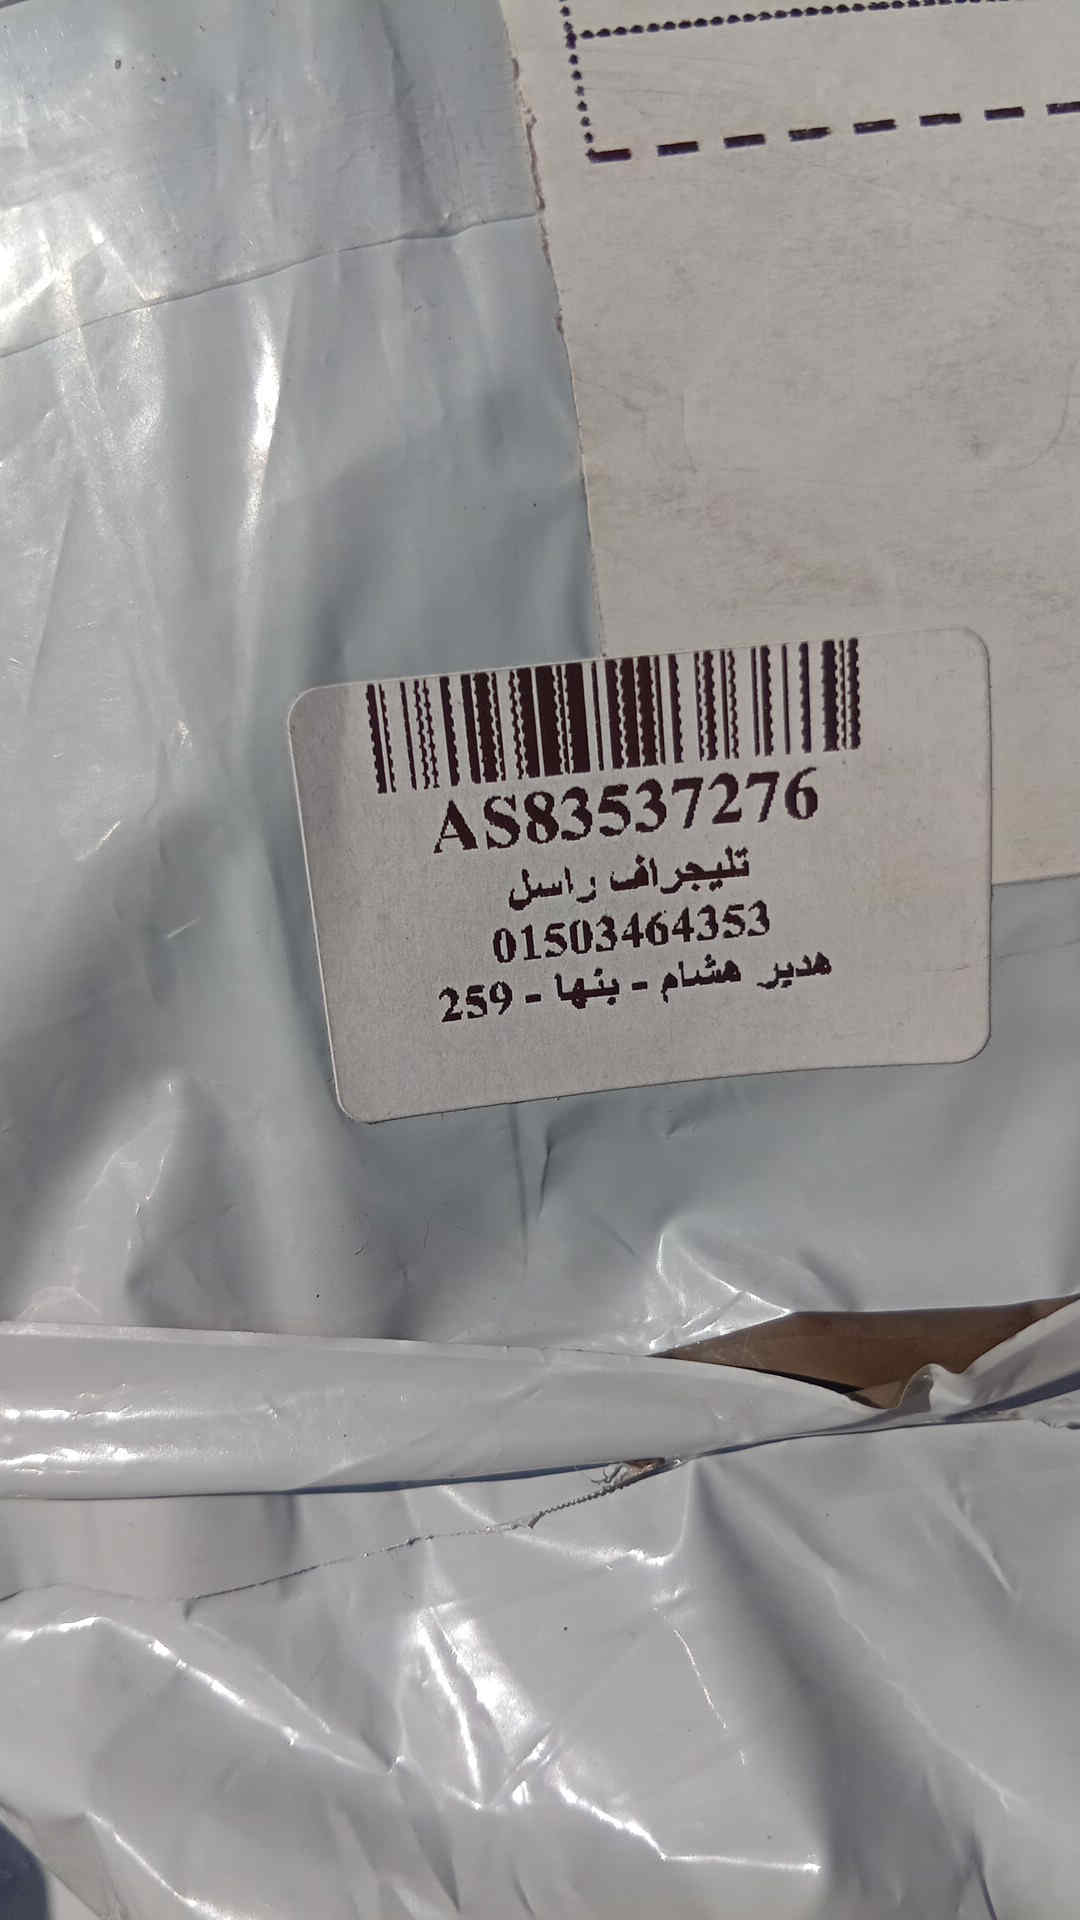 AS83537276
تليجراف راسل
01503464353
هدير هشام - بنها - 259